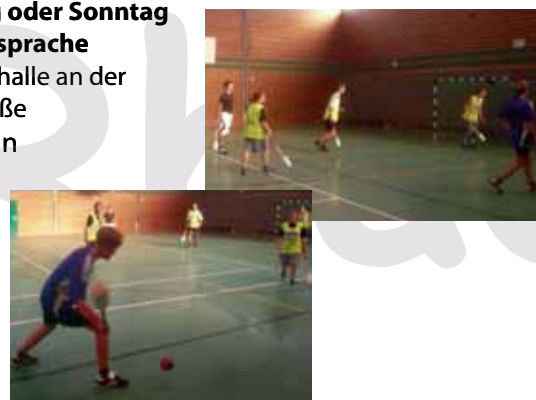 oder Sonntag
sprache
halle an der
ße
n